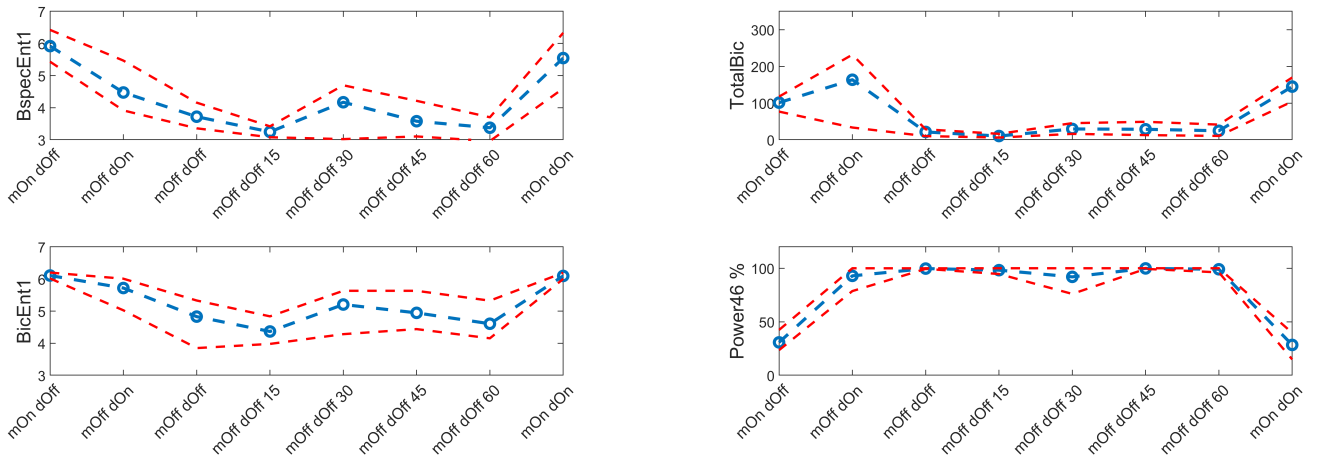 BspecEnt1
7
6
5
4
3
mOn dOff
mOff dOn
mOff dOff
mOff dOff 15
mOff dOff 30
mOff dOff 45
mOff dOff 60
mOn dOn
TotalBic
300
200
100
0
mOn dOff
mOff dOn
mOff dOff
mOff dOff 15
mOff dOff 30
mOff dOff 45
mOff dOff 60
mOn dOn
BicEnt1
7
6
5
4
3
mOn dOff
mOff dOn
mOff dOff
mOff dOff 15
mOff dOff 30
mOff dOff 45
mOff dOff 60
mOn dOn
Power46 %
100
50
0
mOn dOff
mOff dOn
mOff dOff
mOff dOff 15
mOff dOff 30
mOff dOff 45
mOff dOff 60
mOn dOn